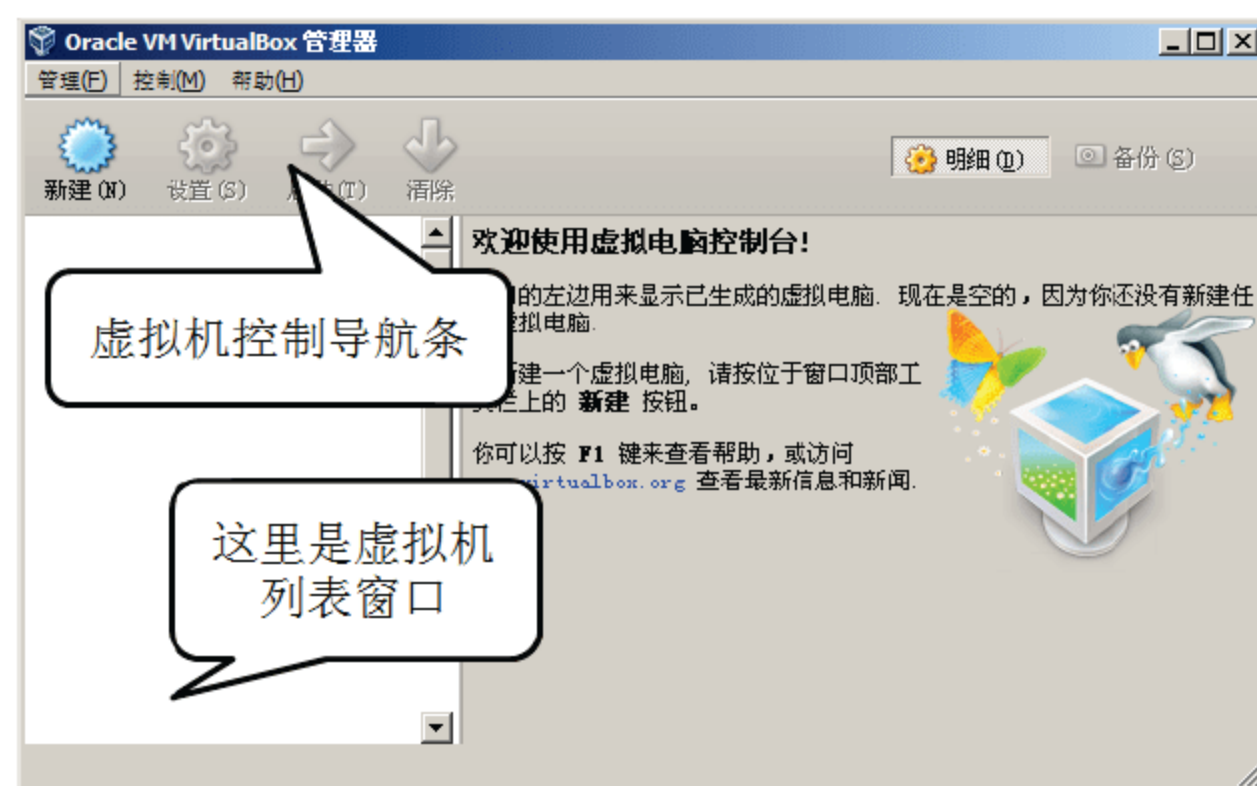 Oracle VM VirtualBox 管理器
管理(F) 控制(M) 帮助(H)
新建(N) 设置(S) (T) 清除 明细(D) 备份(S)
欢迎使用虚拟电脑控制台!
的左边用来显示已生成的虚拟电脑. 现在是空的，因为你还没有新建任
拟电脑.
虚拟机控制导航条
建一个虚拟电脑, 请按位于窗口顶部工
栏上的 新建 按钮。
你可以按 F1 键来查看帮助，或访问
virtualbox.org 查看最新信息和新闻.
这里是虚拟机
列表窗口